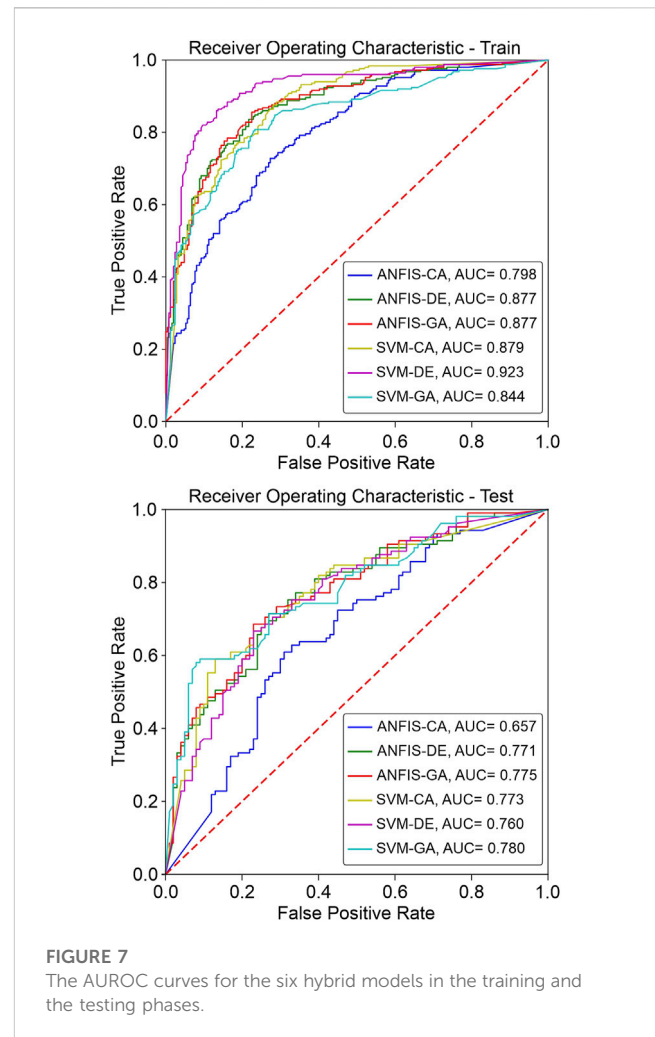 Receiver Operating Characteristic - Train
1.0
0.8
0.6
0.4
0.2
0.0
True Positive Rate
ANFIS-CA, AUC= 0.798
ANFIS-DE, AUC= 0.877
ANFIS-GA, AUC= 0.877
SVM-CA, AUC= 0.879
SVM-DE, AUC= 0.923
SVM-GA, AUC= 0.844
0.0 0.2 0.4 0.6 0.8 1.0
False Positive Rate
Receiver Operating Characteristic - Test
1.0
0.8
0.6
0.4
0.2
0.0
True Positive Rate
ANFIS-CA, AUC= 0.657
ANFIS-DE, AUC= 0.771
ANFIS-GA, AUC= 0.775
SVM-CA, AUC= 0.773
SVM-DE, AUC= 0.760
SVM-GA, AUC= 0.780
0.0 0.2 0.4 0.6 0.8 1.0
False Positive Rate
FIGURE 7
The AUROC curves for the six hybrid models in the training and
the testing phases.